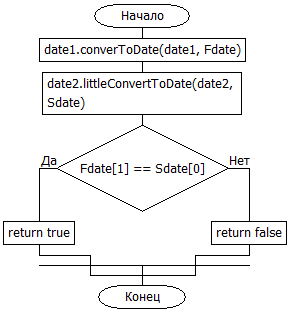 Начало
date1.converToDate(date1, Fdate)
date2.littleConvertToDate(date2,
Sdate)
Да
Нет
Fdate[1] == Sdate[0]
return true
return false
Конец